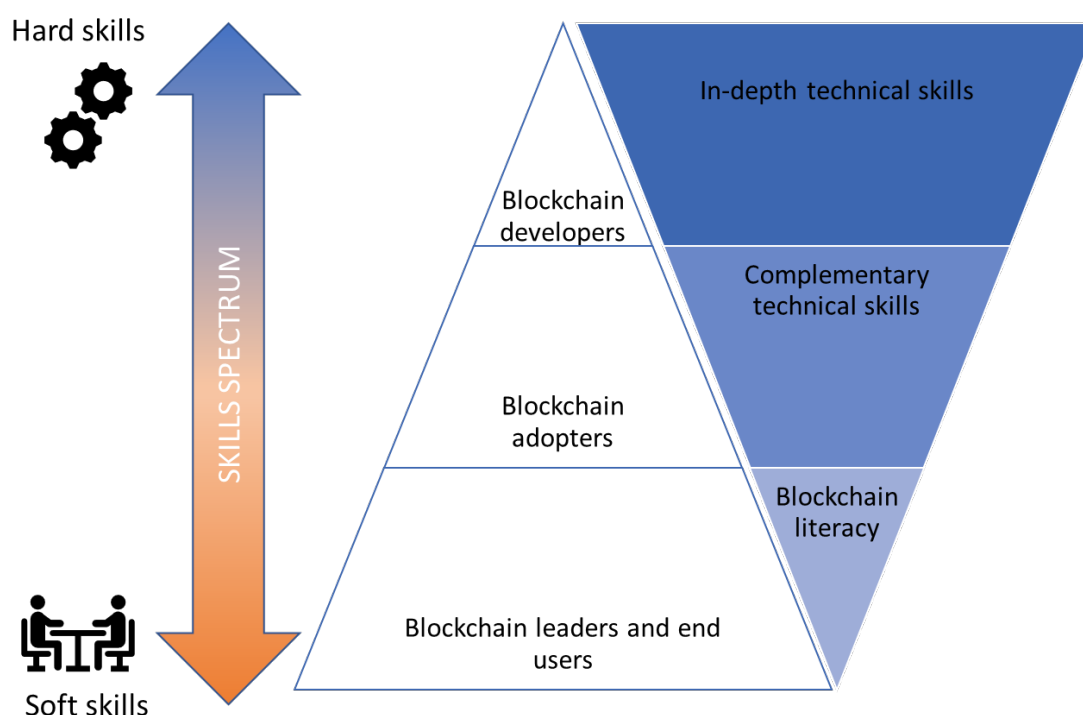 Hard skills
In-depth technical skills
Blockchain
developers
SKILLS SPECTRUM
Complementary
technical skills
Blockchain
adopters
Blockchain
literacy
Blockchain leaders and end
users
Soft skills